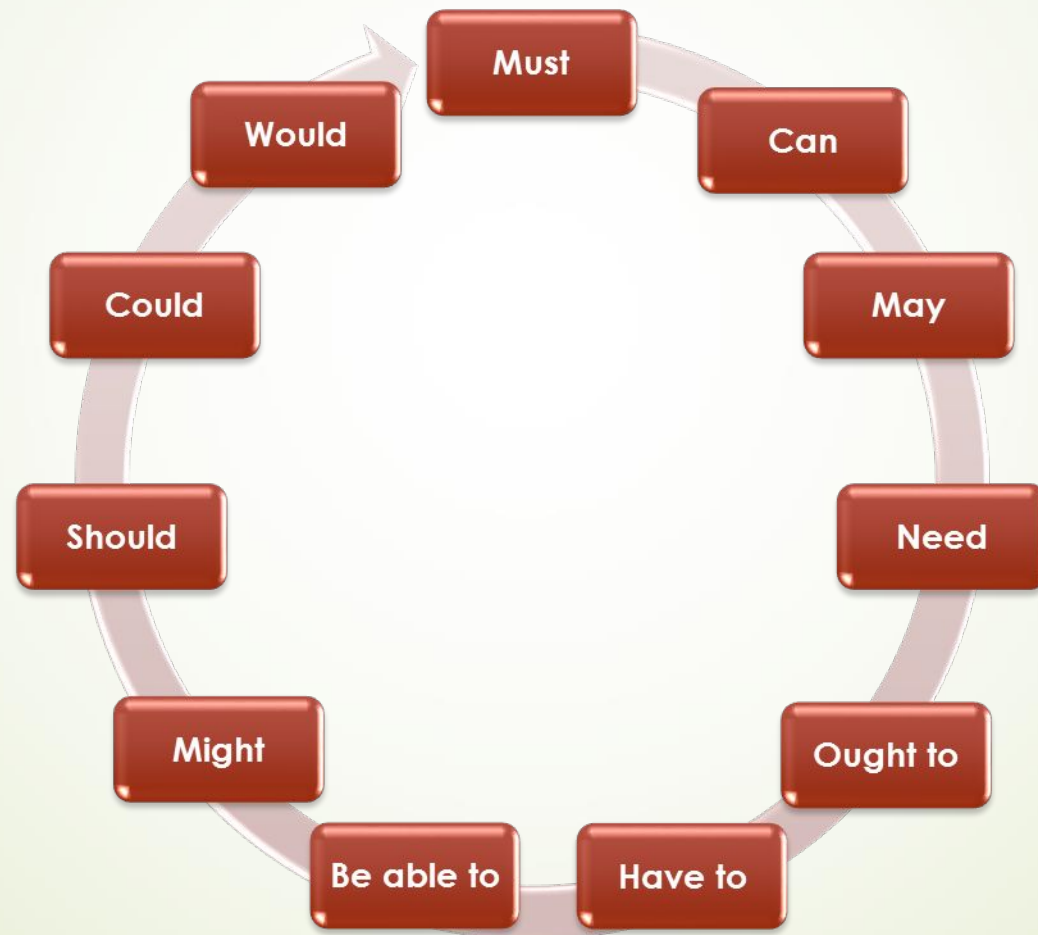 Must
Can
May
Need
Ought to
Have to
Be able to
Might
Should
Could
Would